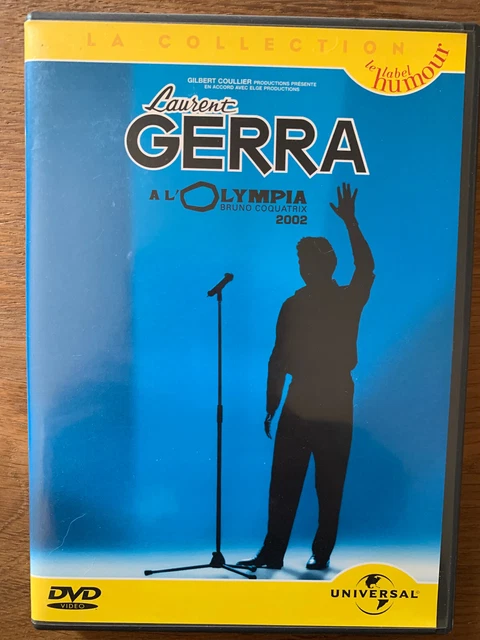 LA COLLECTION
le label
humour
GILBERT COULLIER PRODUCTIONS PRÉSENTE
EN ACCORD AVEC ELGE PRODUCTIONS
Laurent
GERRA
A L'OLYMPIA
BRUNO COQUATRIX
2002
DVD
VIDEO
UNIVERSAL